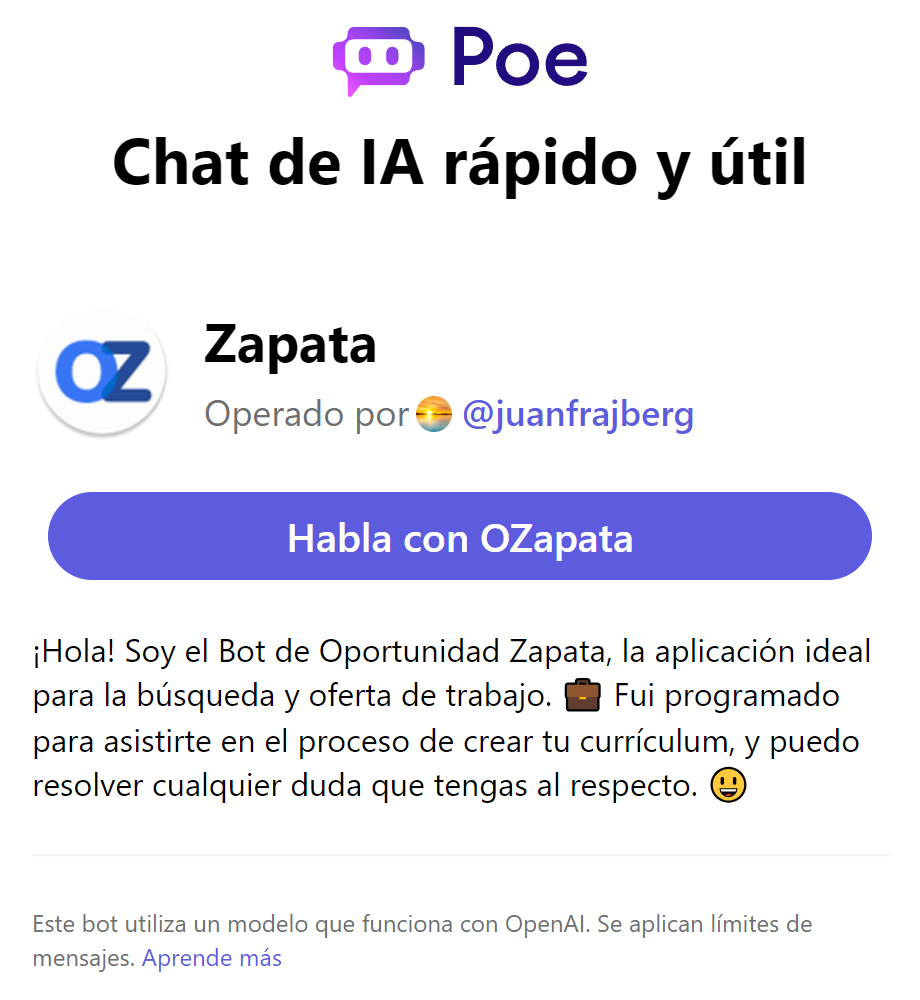 Poe
Chat de IA rápido y útil
OZ
Zapata
Operado por @juanfrajberg
Habla con OZapata
¡Hola! Soy el Bot de Oportunidad Zapata, la aplicación ideal
para la búsqueda y oferta de trabajo. 💼 Fui programado
para asistirte en el proceso de crear tu currículum, y puedo
resolver cualquier duda que tengas al respecto. 😃
Este bot utiliza un modelo que funciona con OpenAI. Se aplican límites de
mensajes. Aprende más